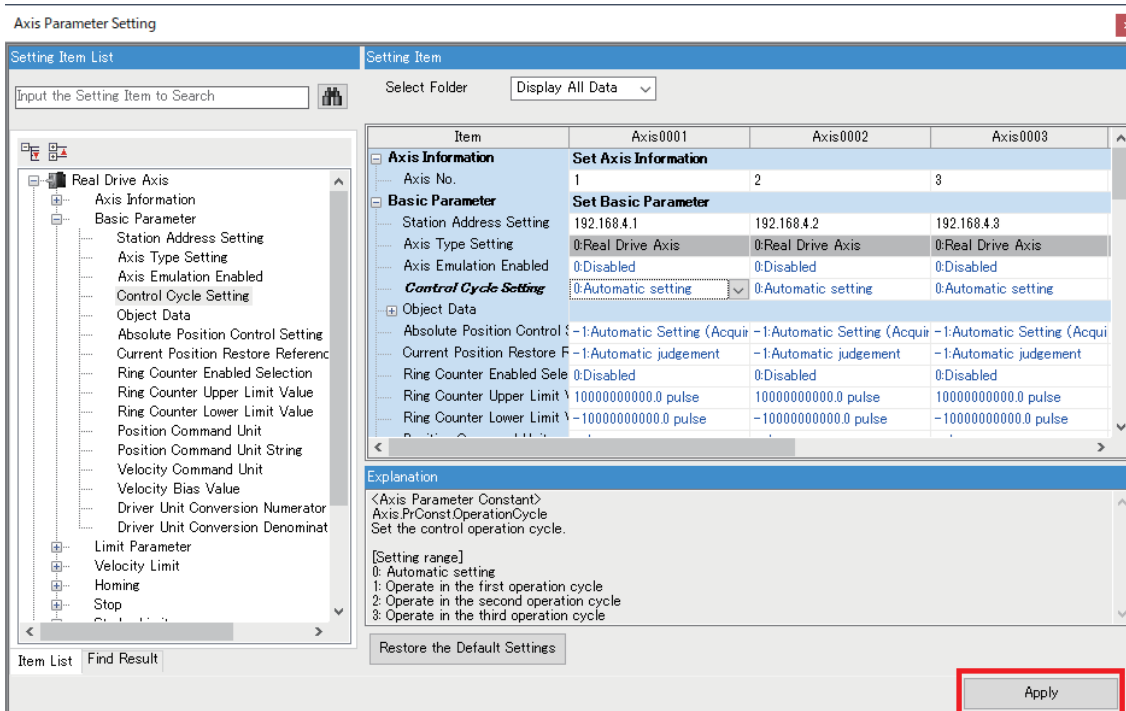 Axis Parameter Setting
Setting Item List
Input the Setting Item to Search
Real Drive Axis
Axis Information
Basic Parameter
Station Address Setting
Axis Type Setting
Axis Emulation Enabled
Control Cycle Setting
Object Data
Absolute Position Control Setting
Current Position Restore Referenc
Ring Counter Enabled Selection
Ring Counter Upper Limit Value
Ring Counter Lower Limit Value
Position Command Unit
Position Command Unit String
Velocity Command Unit
Velocity Bias Value
Driver Unit Conversion Numerator
Driver Unit Conversion Denominat
Limit Parameter
Velocity Limit
Homing
Stop
Item List Find Result
Setting Item
Select Folder Display All Data
Item Axis0001 Axis0002 Axis0003
Axis Information Set Axis Information
Axis No. 1 2 3
Basic Parameter Set Basic Parameter
Station Address Setting 192.168.4.1 192.168.4.2 192.168.4.3
Axis Type Setting 0:Real Drive Axis 0:Real Drive Axis 0:Real Drive Axis
Axis Emulation Enabled 0:Disabled 0:Disabled 0:Disabled
Control Cycle Setting 0:Automatic setting 0:Automatic setting 0:Automatic setting
Object Data
Absolute Position Control S -1:Automatic Setting (Acquir -1:Automatic Setting (Acquir -1:Automatic Setting (Acqui
Current Position Restore R -1:Automatic judgement -1:Automatic judgement -1:Automatic judgement
Ring Counter Enabled Sele 0:Disabled 0:Disabled 0:Disabled
Ring Counter Upper Limit V 10000000000.0 pulse 10000000000.0 pulse 10000000000.0 pulse
Ring Counter Lower Limit V -10000000000.0 pulse -10000000000.0 pulse -10000000000.0 pulse
Explanation
<Axis Parameter Constant>
Axis.PrConst.OperationCycle
Set the control operation cycle.
[Setting range]
0: Automatic setting
1: Operate in the first operation cycle
2: Operate in the second operation cycle
3: Operate in the third operation cycle
Restore the Default Settings
Apply